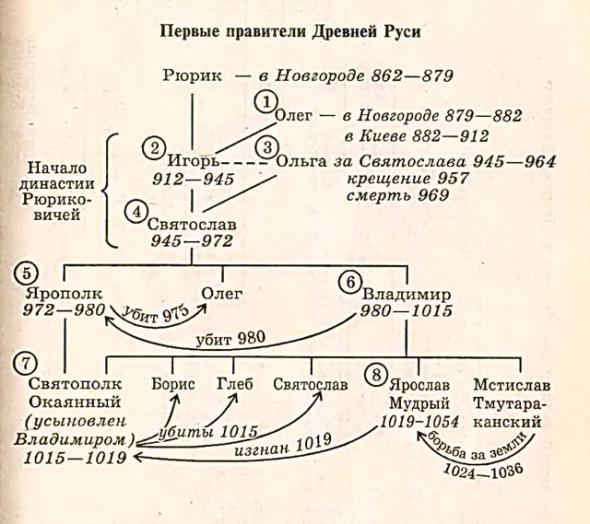 Первые правители Древней Руси
Рюрик — в Новгороде 862—879
1
Олег — в Новгороде 879—882
в Киеве 882—912
2
Игорь
912—945
3
Ольга за Святослава 945—964
крещение 957
смерть 969
Начало
династии
Рюрико-
вичей
4
Святослав
945—972
5
Ярополк
972—980
убит 975
Олег
6
Владимир
980—1015
убит 980
7
Святополк
Окаянный
(усыновлен
Владимиром)
1015—1019
Борис
Глеб
Святослав
убиты 1015
изгнан 1019
8
Ярослав
Мудрый
1019—1054
Мстислав
Тмутара-
канский
борьба за земли
1024—1036